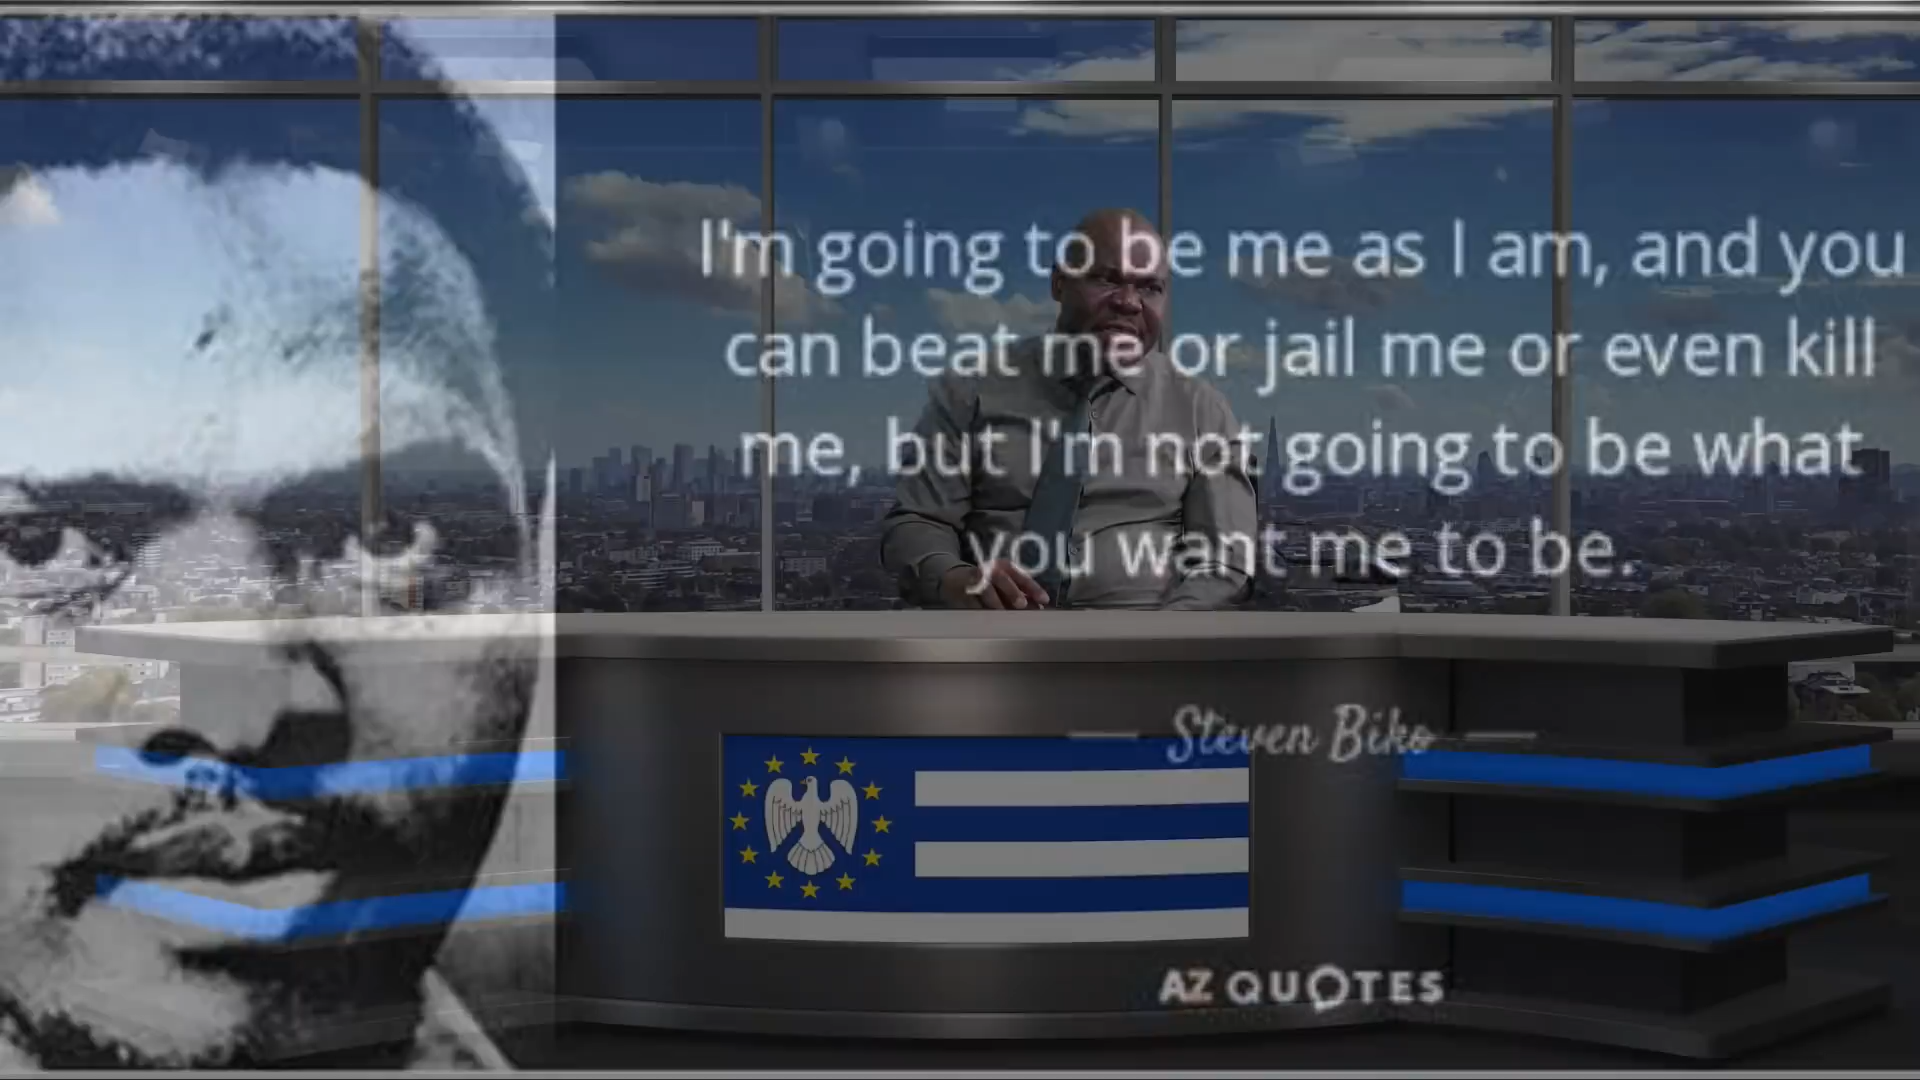 I'm going to be me as I am, and you
can beat me or jail me or even kill
me, but I'm not going to be what
you want me to be.
Steven Biko
AZ QUOTES